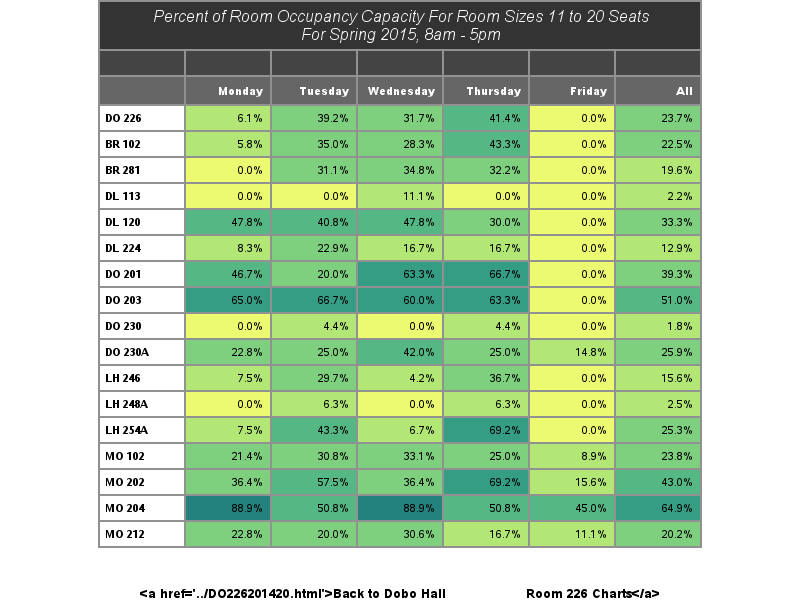 Percent of Room Occupancy Capacity For Room Sizes 11 to 20 Seats
For Spring 2015, 8am - 5pm
Monday Tuesday Wednesday Thursday Friday All
DO 226 6.1% 39.2% 31.7% 41.4% 0.0% 23.7%
BR 102 5.8% 35.0% 28.3% 43.3% 0.0% 22.5%
BR 281 0.0% 31.1% 34.8% 32.2% 0.0% 19.6%
DL 113 0.0% 0.0% 11.1% 0.0% 0.0% 2.2%
DL 120 47.8% 40.8% 47.8% 30.0% 0.0% 33.3%
DL 224 8.3% 22.9% 16.7% 16.7% 0.0% 12.9%
DO 201 46.7% 20.0% 63.3% 66.7% 0.0% 39.3%
DO 203 65.0% 66.7% 60.0% 63.3% 0.0% 51.0%
DO 230 0.0% 4.4% 0.0% 4.4% 0.0% 1.8%
DO 230A 22.8% 25.0% 42.0% 25.0% 14.8% 25.9%
LH 246 7.5% 29.7% 4.2% 36.7% 0.0% 15.6%
LH 248A 0.0% 6.3% 0.0% 6.3% 0.0% 2.5%
LH 254A 7.5% 43.3% 6.7% 69.2% 0.0% 25.3%
MO 102 21.4% 30.8% 33.1% 25.0% 8.9% 23.8%
MO 202 36.4% 57.5% 36.4% 69.2% 15.6% 43.0%
MO 204 88.9% 50.8% 88.9% 50.8% 45.0% 64.9%
MO 212 22.8% 20.0% 30.6% 16.7% 11.1% 20.2%
<a href='../DO226201420.html'>Back to Dobo Hall Room 226 Charts</a>